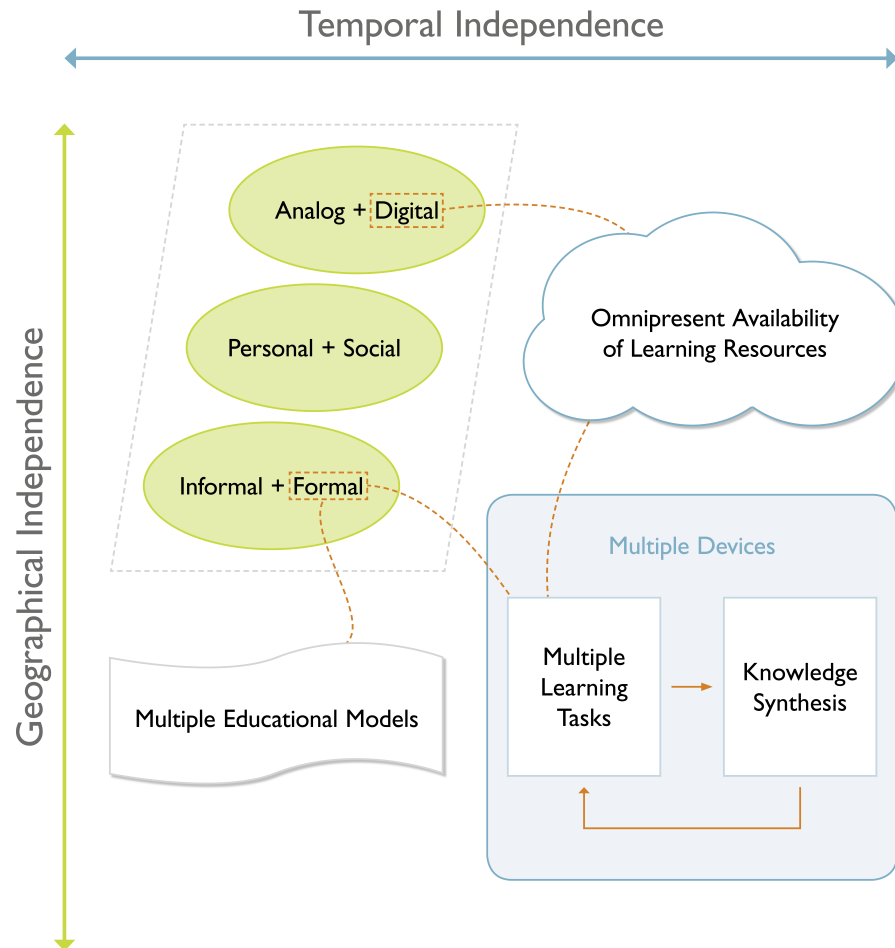 Temporal Independence
Geographical Independence
Analog + Digital
Personal + Social
Informal + Formal
Omnipresent Availability
of Learning Resources
Multiple Educational Models
Multiple Devices
Multiple
Learning
Tasks
Knowledge
Synthesis